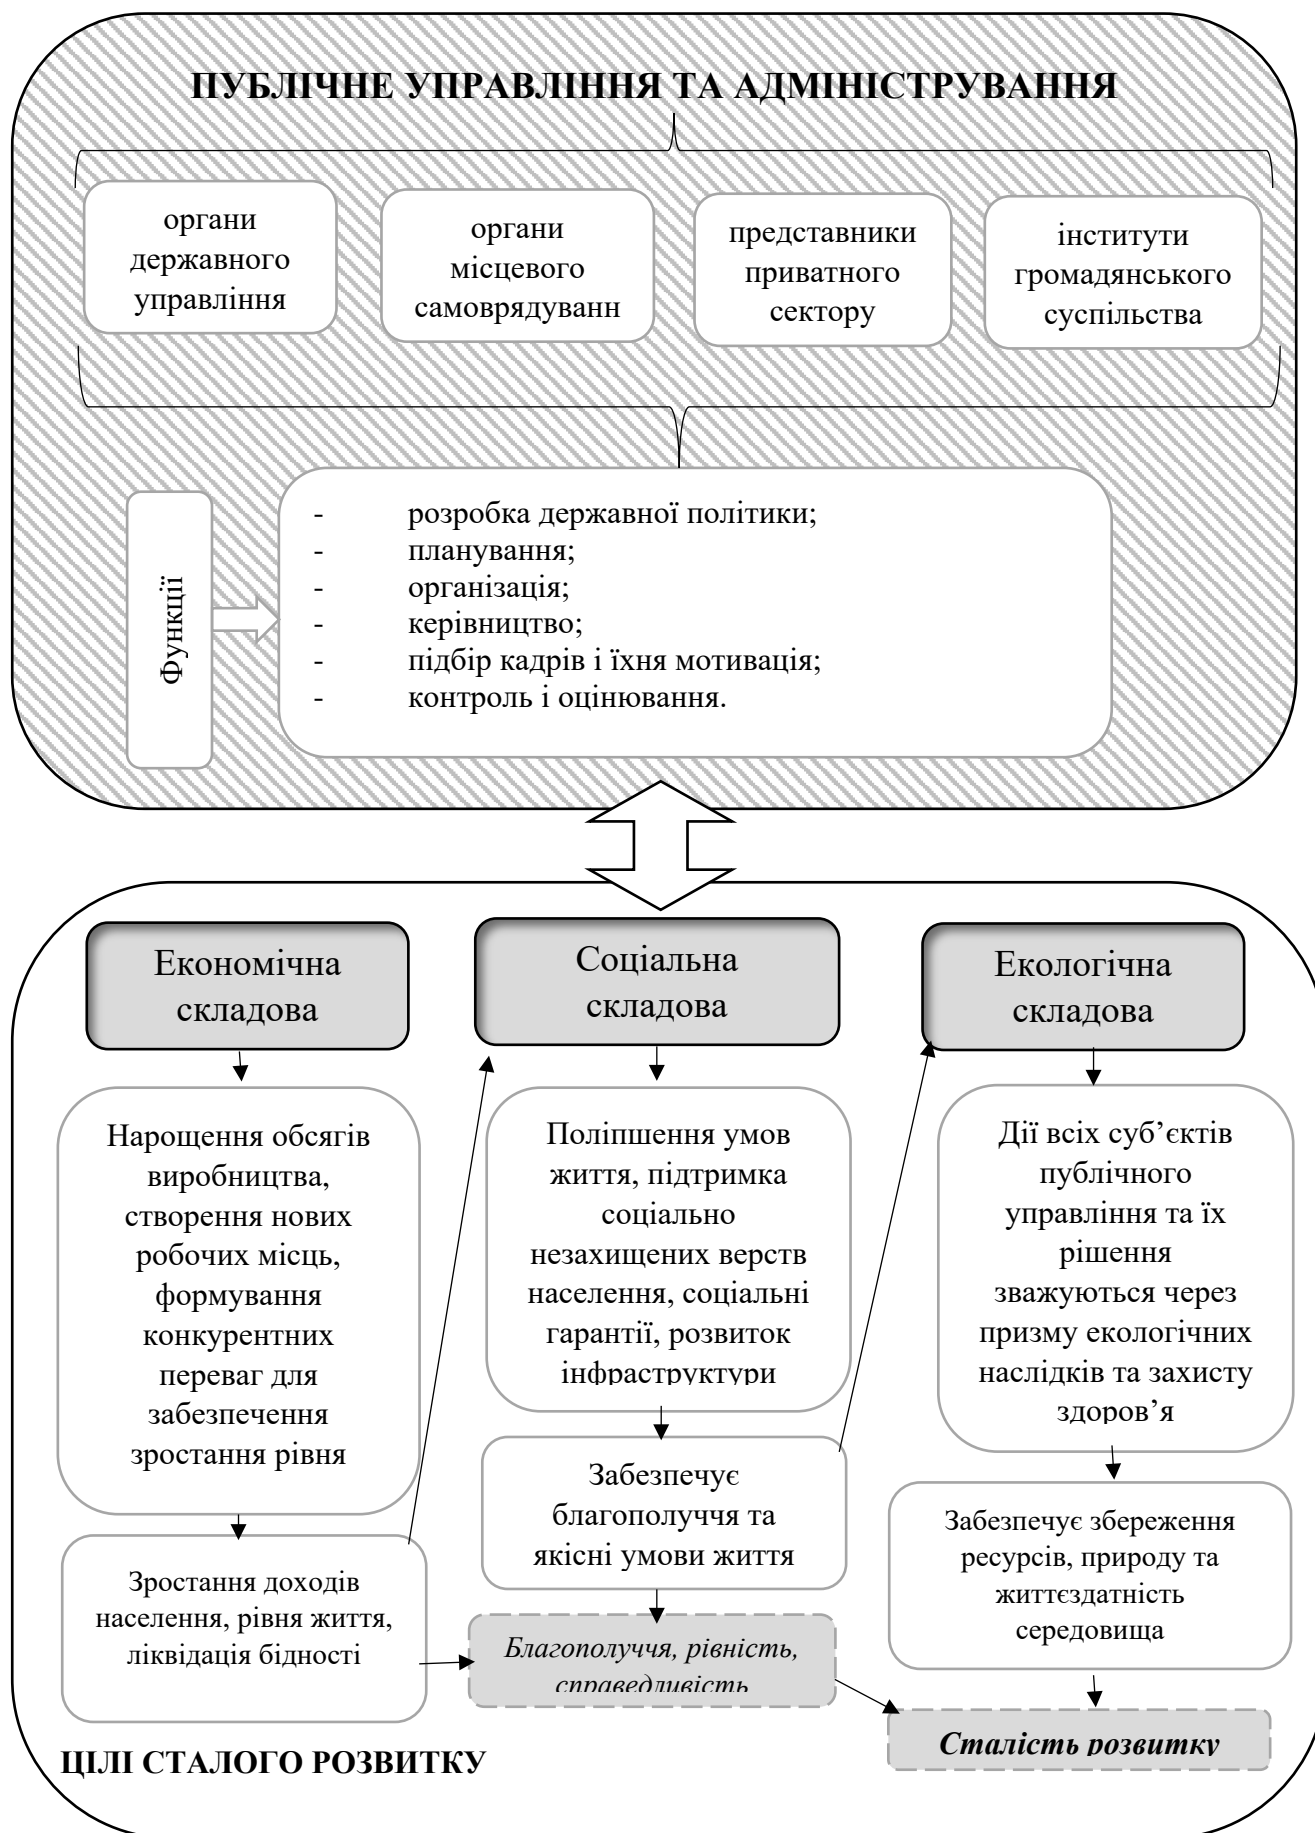 ПУБЛІЧНЕ УПРАВЛІННЯ ТА АДМІНІСТРУВАННЯ
органи
державного
управління
органи
місцевого
самоврядуванн
представники
приватного
сектору
інститути
громадянського
суспільства
Функції
- розробка державної політики;
- планування;
- організація;
- керівництво;
- підбір кадрів і їхня мотивація;
- контроль і оцінювання.
Економічна
складова
Соціальна
складова
Екологічна
складова
Нарощення обсягів
виробництва,
створення нових
робочих місць,
формування
конкурентних
переваг для
забезпечення
зростання рівня
Поліпшення умов
життя, підтримка
соціально
незахищених верств
населення, соціальні
гарантії, розвиток
інфраструктури
Дії всіх суб’єктів
публічного
управління та їх
рішення
зважуються через
призму екологічних
наслідків та захисту
здоров’я
Зростання доходів
населення, рівня життя,
ліквідація бідності
Забезпечує
благополуччя та
якісні умови життя
Забезпечує збереження
ресурсів, природу та
життєздатність
середовища
Благополуччя, рівність,
справедливість
Сталість розвитку
ЦІЛІ СТАЛОГО РОЗВИТКУ